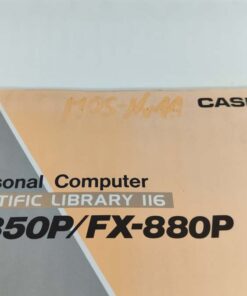 CAS
sonal Computer
TIFIC LIBRARY 116
850P/FX-880P